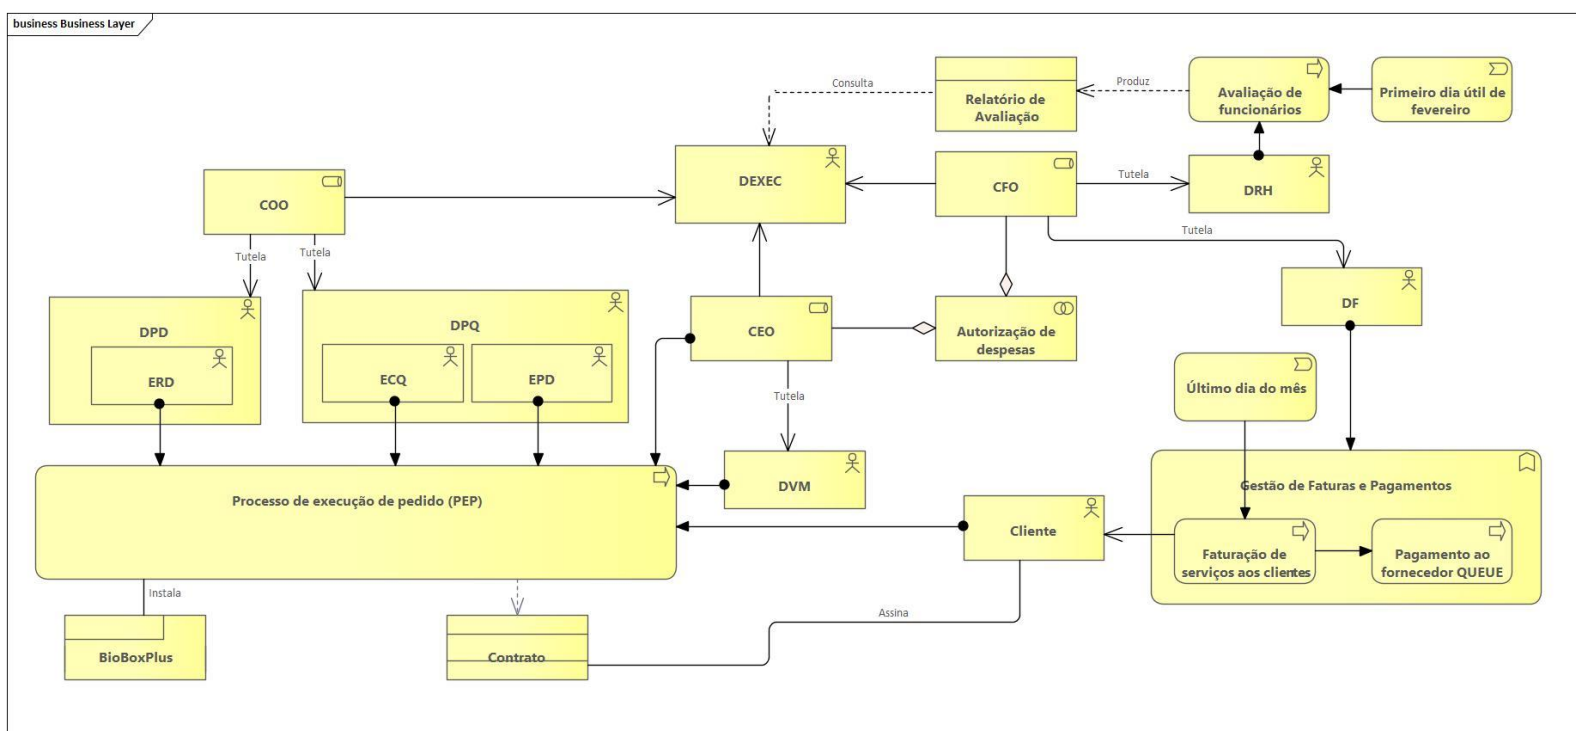 business Business Layer
Consulta
Relatório de
Avaliação
Produz
Avaliação de
funcionários
Primeiro dia útil de
fevereiro
COO
DEXEC
CFO
Tutela
DRH
Tutela
Tutela
Tutela
DPD
ERD
DPQ
ECQ
EPD
CEO
Autorização de
despesas
DF
Tutela
Último dia do mês
Processo de execução de pedido (PEP)
DVM
Cliente
Gestão de Faturas e Pagamentos
Faturação de
serviços aos clientes
Pagamento ao
fornecedor QUEUE
Instala
BioBoxPlus
Contrato
Assina